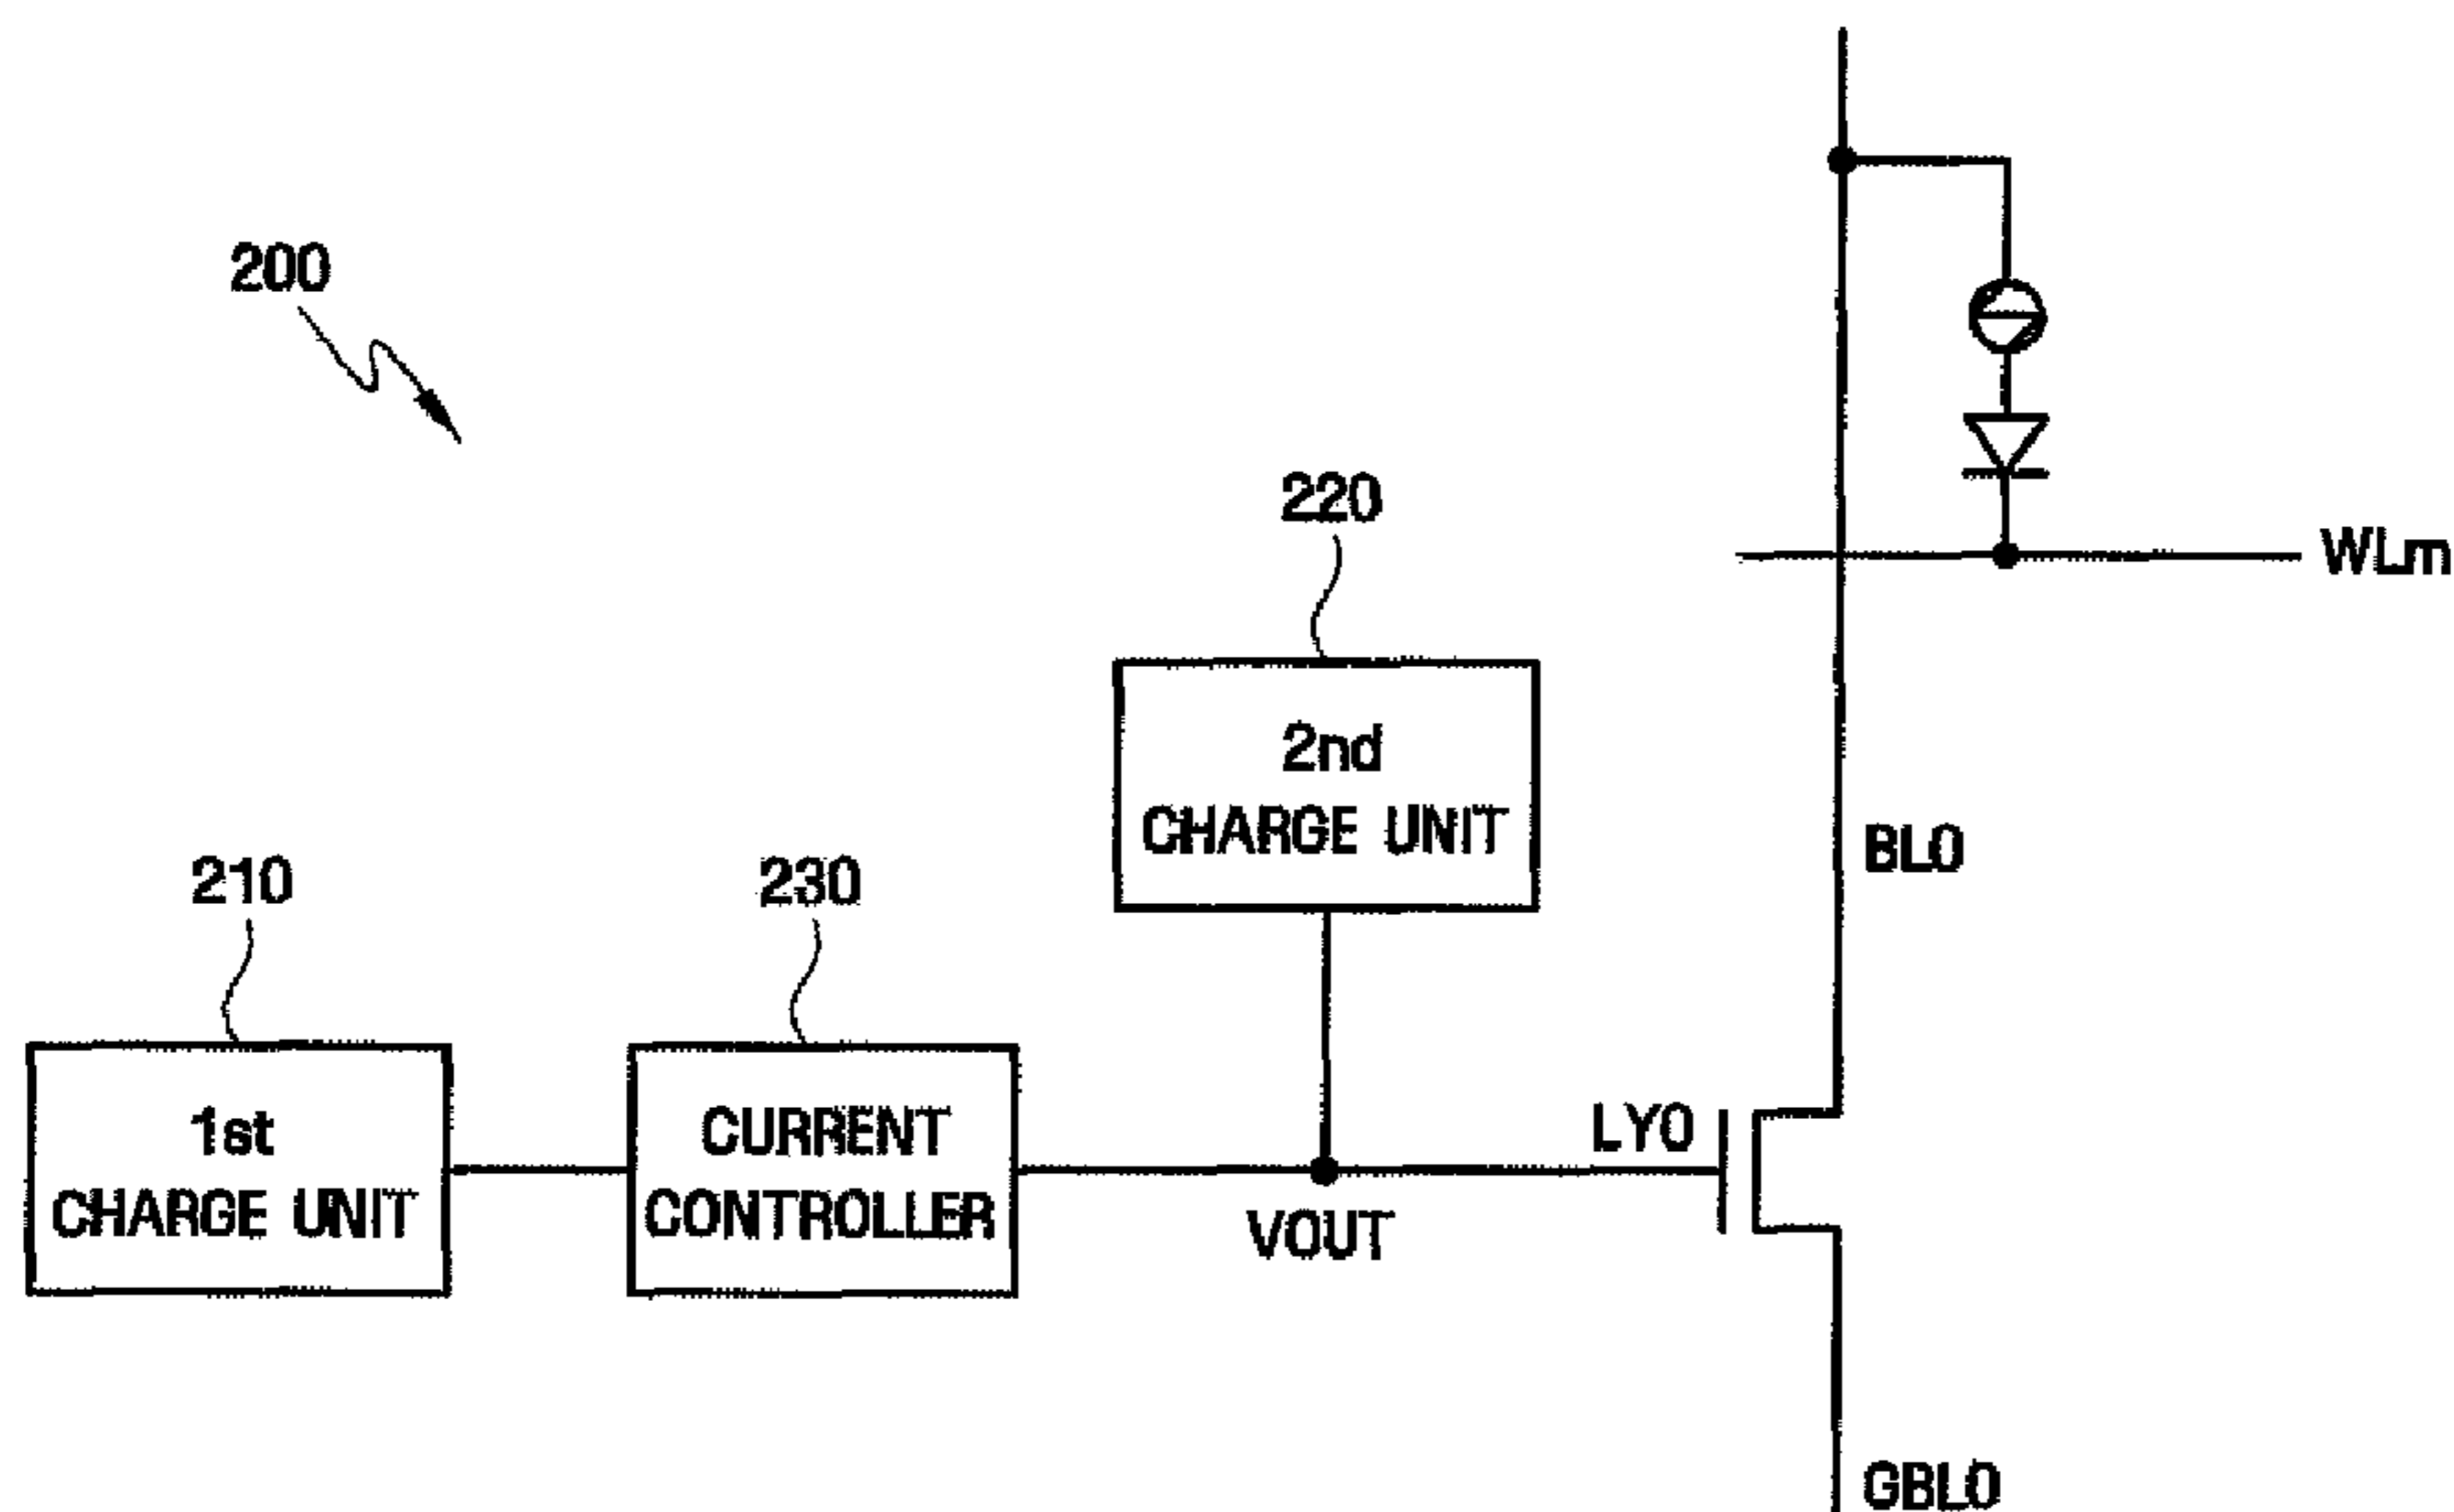 200
220
WLm
2nd
CHARGE UNIT
BL0
210
230
1st
CHARGE UNIT
CURRENT
CONTROLLER
LY0
VOUT
GBL0